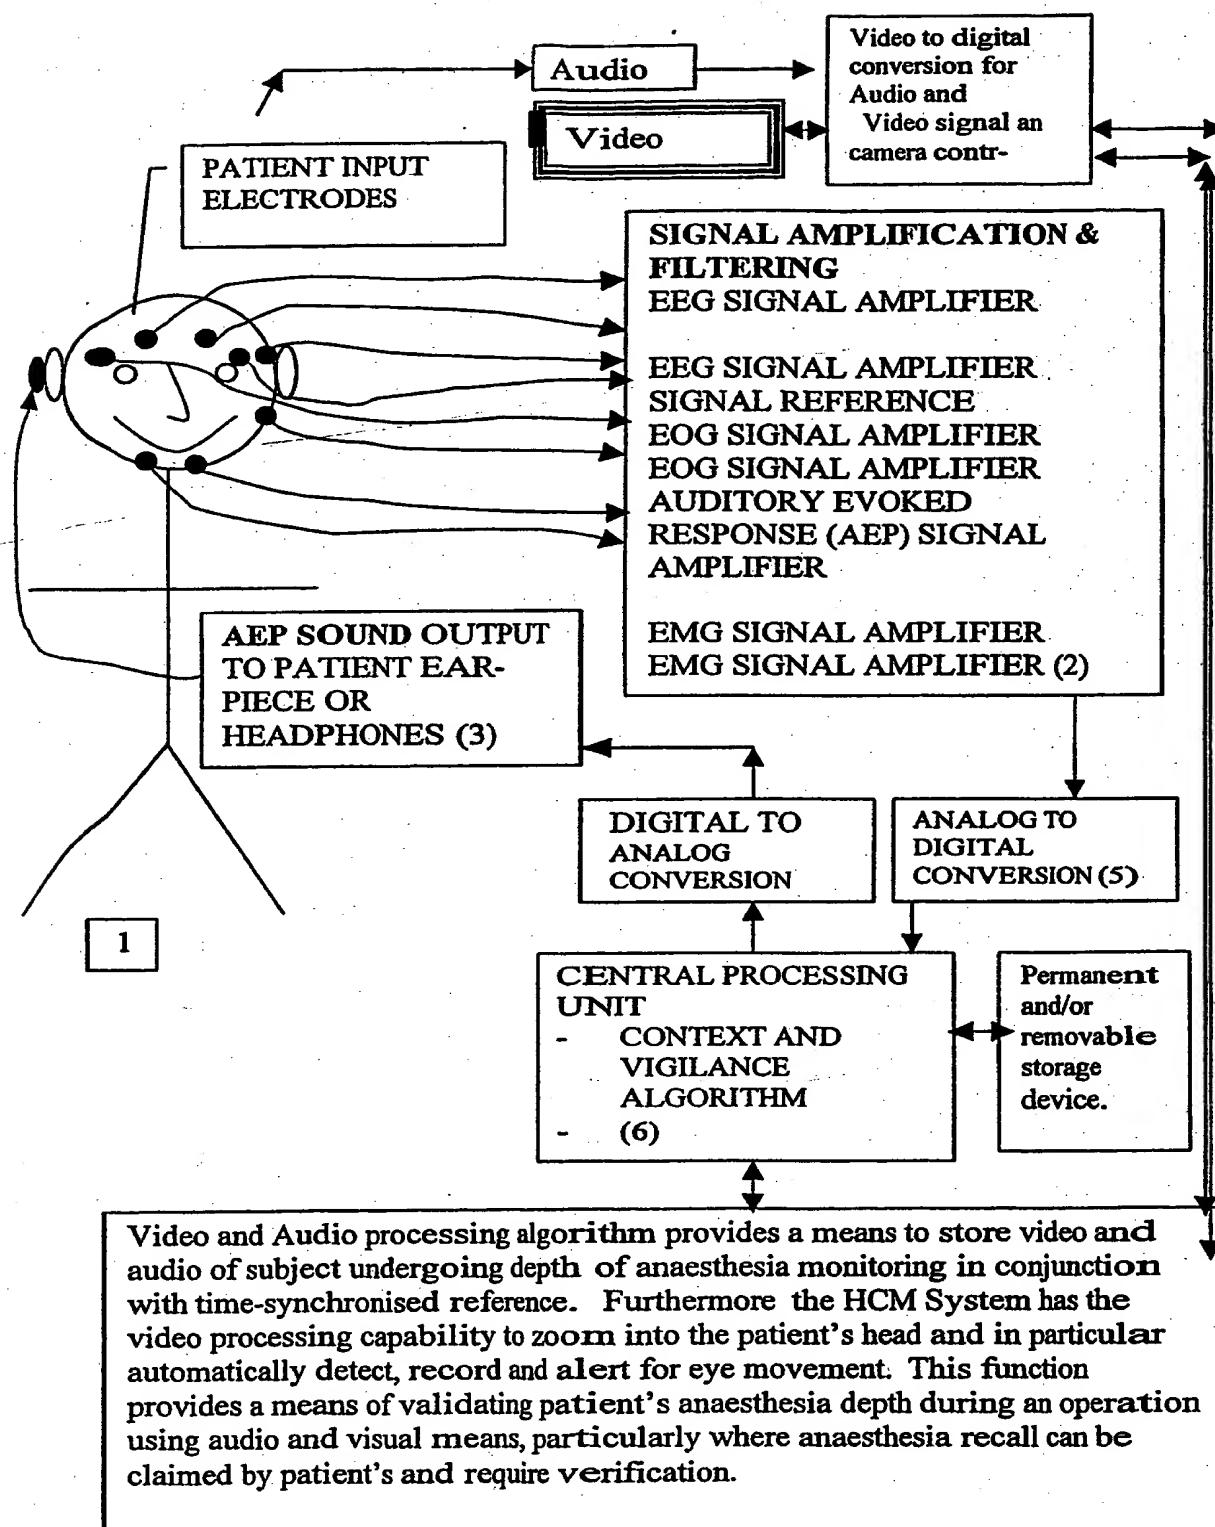 Audio
Video
Video to digital
conversion for
Audio and
Video signal an
camera contr-
PATIENT INPUT
ELECTRODES
SIGNAL AMPLIFICATION &
FILTERING
EEG SIGNAL AMPLIFIER
EEG SIGNAL AMPLIFIER
SIGNAL REFERENCE
EOG SIGNAL AMPLIFIER
EOG SIGNAL AMPLIFIER
AUDITORY EVOKED
RESPONSE (AEP) SIGNAL
AMPLIFIER
EMG SIGNAL AMPLIFIER
EMG SIGNAL AMPLIFIER (2)
AEP SOUND OUTPUT
TO PATIENT EAR-
PIECE OR
HEADPHONES (3)
DIGITAL TO
ANALOG
CONVERSION
ANALOG TO
DIGITAL
CONVERSION (5)
1
CENTRAL PROCESSING
UNIT
- CONTEXT AND
VIGILANCE
ALGORITHM
- (6)
Permanent
and/or
removable
storage
device.
Video and Audio processing algorithm provides a means to store video and
audio of subject undergoing depth of anaesthesia monitoring in conjunction
with time-synchronised reference. Furthermore the HCM System has the
video processing capability to zoom into the patient's head and in particular
automatically detect, record and alert for eye movement. This function
provides a means of validating patient's anaesthesia depth during an operation
using audio and visual means, particularly where anaesthesia recall can be
claimed by patient's and require verification.